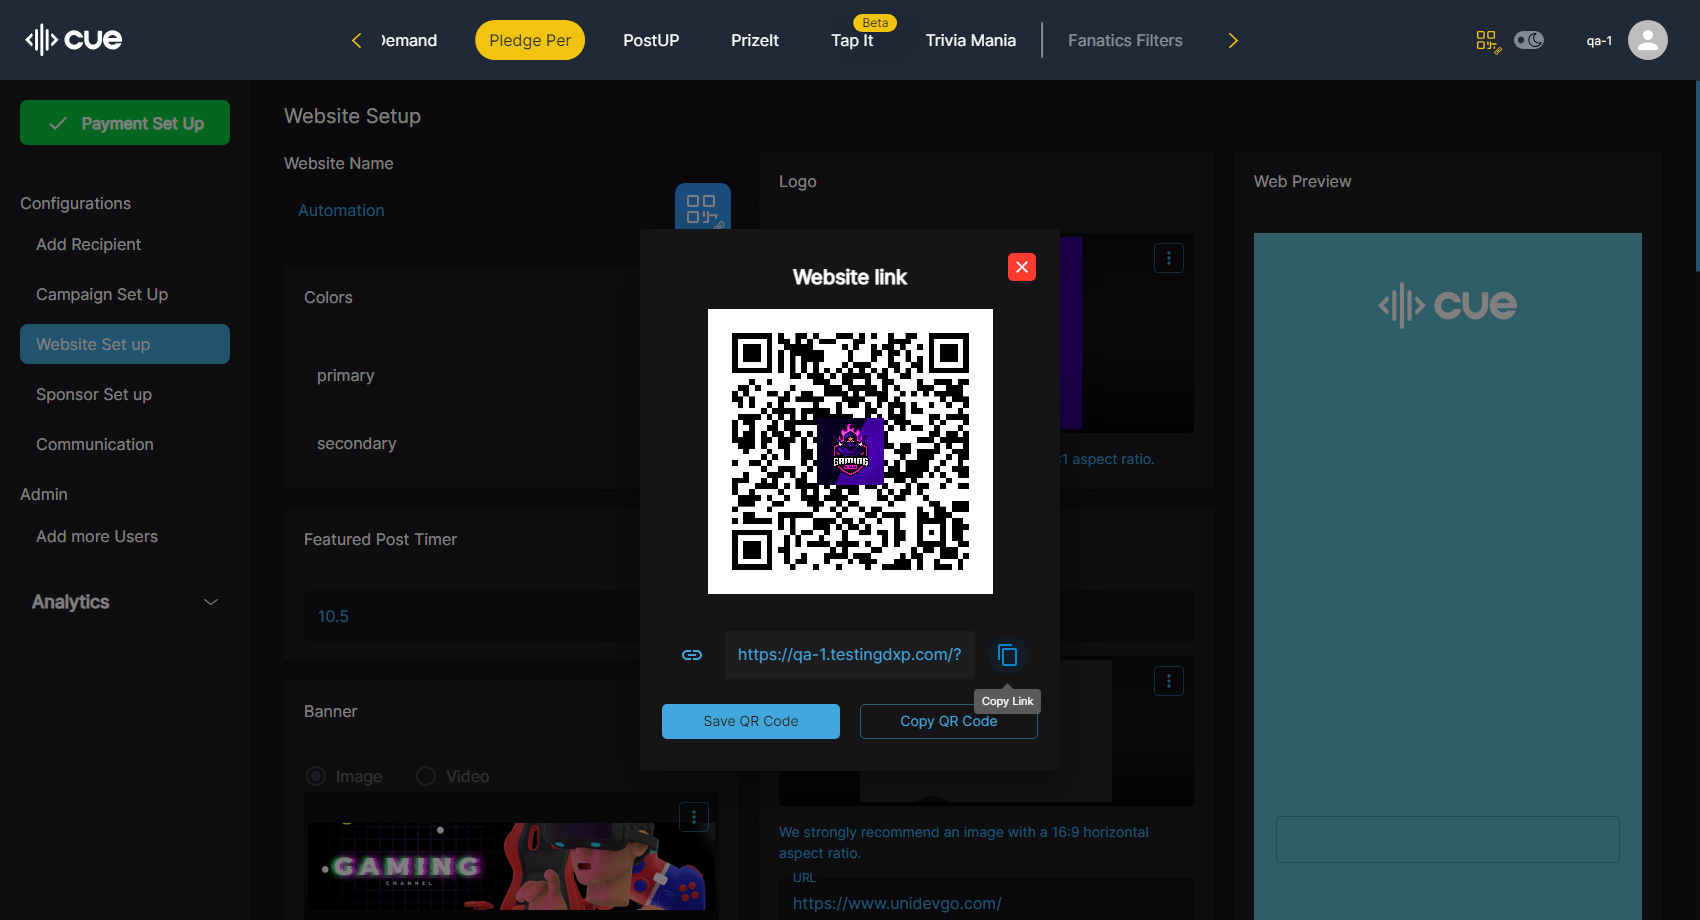 cue
Demand
Pledge Per
PostUP
PrizeIt
Beta
Tap It
Trivia Mania
Fanatics Filters
qa-1
Payment Set Up
Configurations
Add Recipient
Campaign Set Up
Website Set up
Sponsor Set up
Communication
Admin
Add more Users
Analytics
Website Setup
Website Name
Automation
Colors
primary
secondary
Featured Post Timer
10.5
Banner
Image
Video
GAMING
CHANNEL
Logo
:1 aspect ratio.
We strongly recommend an image with a 16:9 horizontal
aspect ratio.
URL
https://www.unidevgo.com/
Web Preview
cue
Website link
GAMING
https://qa-1.testingdxp.com/?
Copy Link
Save QR Code
Copy QR Code